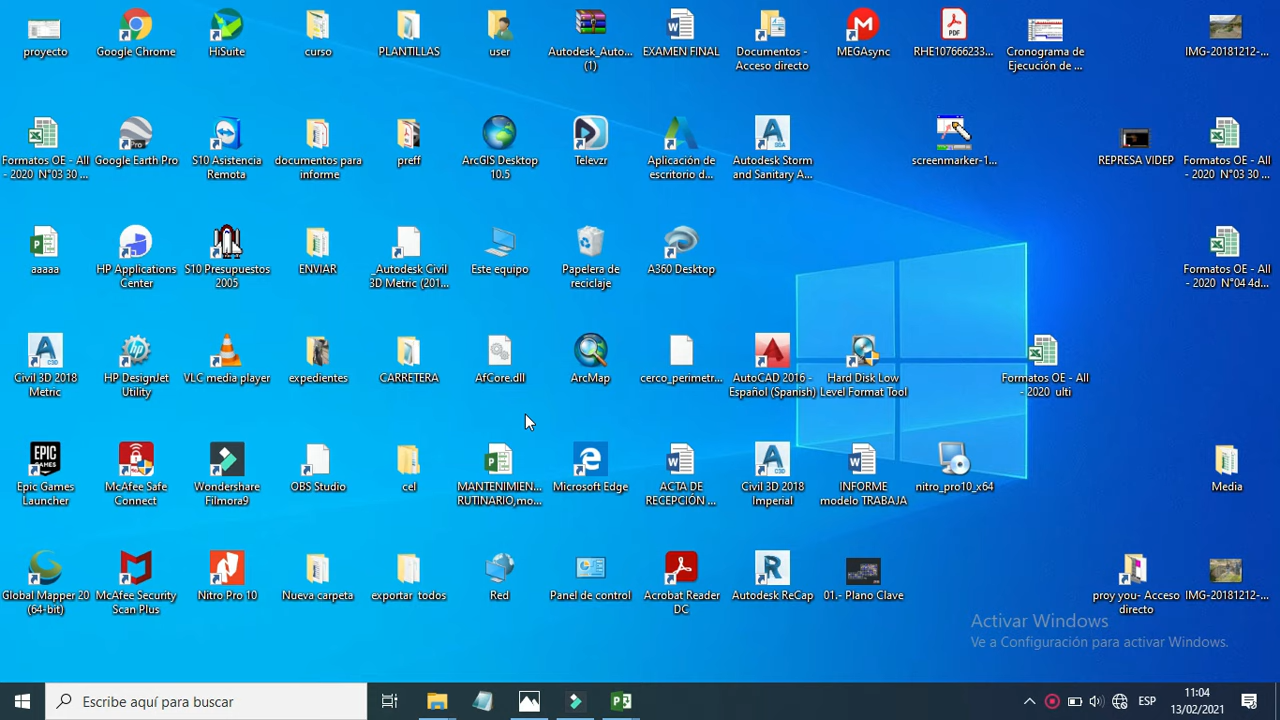 proyecto
Google Chrome
HiSuite
curso
PLANTILLAS
user
Autodesk_Auto...
(1)
EXAMEN FINAL
Documentos -
Acceso directo
MEGAsync
PDF
RHE107666233...
Cronograma de
Ejecución de ...
IMG-20181212-...
Formatos OE - All
- 2020 N°03 30 ...
Google Earth Pro
S10 Asistencia
Remota
documentos para
informe
preff
ArcGIS Desktop
10.5
Televzr
Aplicación de
escritorio d...
Autodesk Storm
and Sanitary A...
screenmarker-1...
REPRESA VIDEP
Formatos OE - All
- 2020 N°03 30 ...
aaaaa
HP Applications
Center
S10 Presupuestos
2005
ENVIAR
_Autodesk Civil
3D Metric (201...
Este equipo
Papelera de
reciclaje
A360 Desktop
Formatos OE - All
- 2020 N°04 4d...
Civil 3D 2018
Metric
HP DesignJet
Utility
VLC media player
expedientes
CARRETERA
AfCore.dll
ArcMap
cerco_perimetr...
AutoCAD 2016 -
Español (Spanish)
Hard Disk Low
Level Format Tool
Formatos OE - All
- 2020 ulti
EPIC
GAMES
Epic Games
Launcher
McAfee Safe
Connect
Wondershare
Filmora9
OBS Studio
cel
MANTENIMIEN...
RUTINARIO,mo...
Microsoft Edge
ACTA DE
RECEPCIÓN ...
Civil 3D 2018
Imperial
INFORME
modelo TRABAJA
nitro_pro10_x64
Media
Global Mapper 20
(64-bit)
McAfee Security
Scan Plus
Nitro Pro 10
Nueva carpeta
exportar todos
Red
Panel de control
Acrobat Reader
DC
Autodesk ReCap
01.- Plano Clave
proy you- Acceso
directo
IMG-20181212-...
Activar Windows
Ve a Configuración para activar Windows.
Escribe aquí para buscar
ESP
11:04
13/02/2021